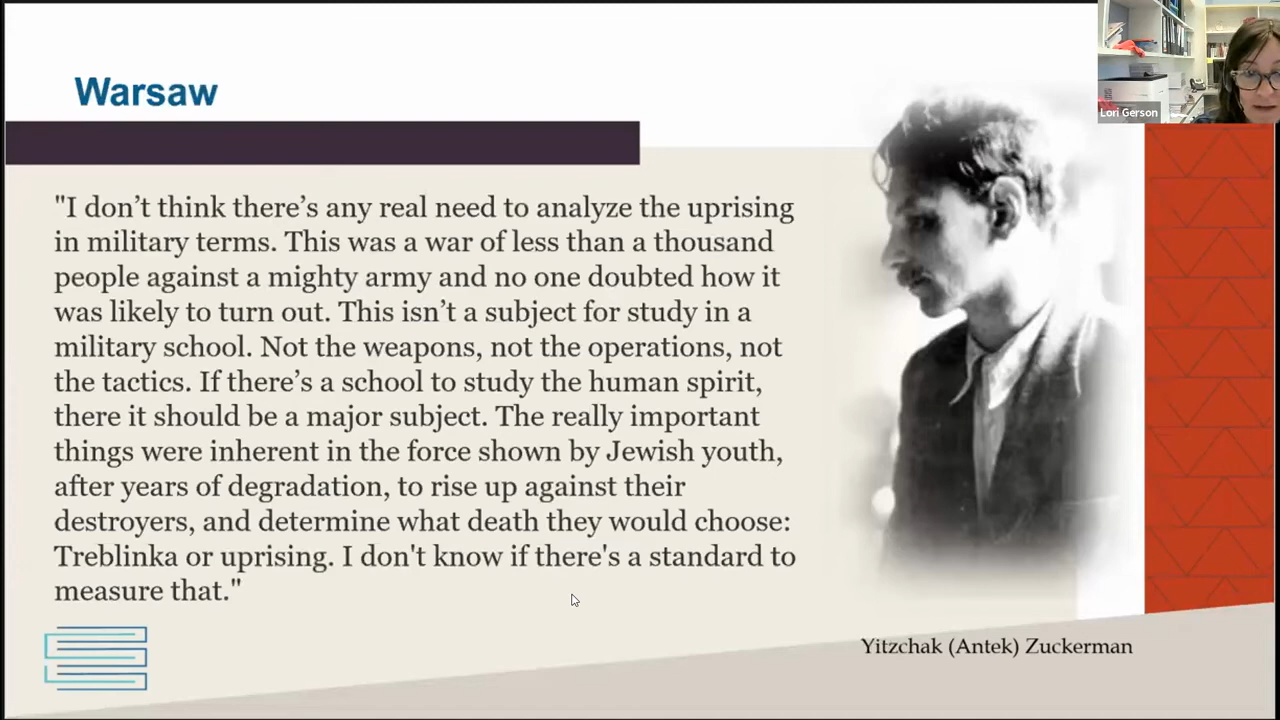 Warsaw
Lori Gerson
"I don’t think there’s any real need to analyze the uprising
in military terms. This was a war of less than a thousand
people against a mighty army and no one doubted how it
was likely to turn out. This isn’t a subject for study in a
military school. Not the weapons, not the operations, not
the tactics. If there’s a school to study the human spirit,
there it should be a major subject. The really important
things were inherent in the force shown by Jewish youth,
after years of degradation, to rise up against their
destroyers, and determine what death they would choose:
Treblinka or uprising. I don't know if there's a standard to
measure that."
Yitzchak (Antek) Zuckerman